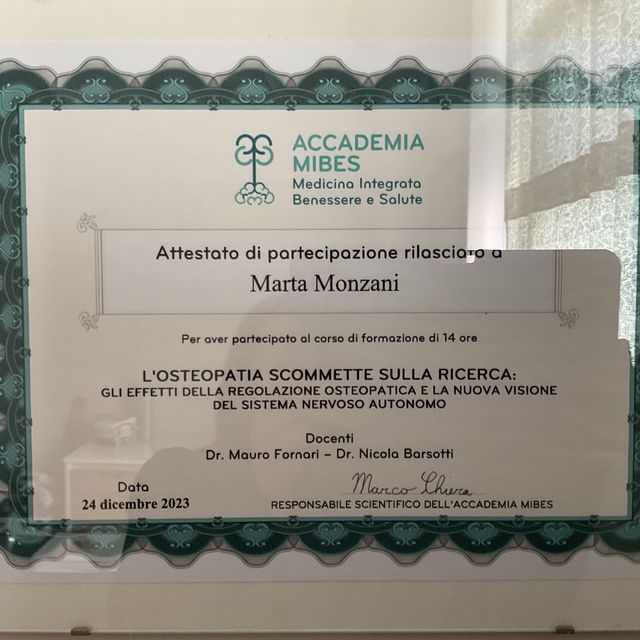 ACCADEMIA
MIBES
Medicina Integrata
Benessere e Salute
Attestato di partecipazione rilasciato a
Marta Monzani
Per aver partecipato al corso di formazione di 14 ore
L'OSTEOPATIA SCOMMETTE SULLA RICERCA:
GLI EFFETTI DELLA REGOLAZIONE OSTEOPATICA E LA NUOVA VISIONE
DEL SISTEMA NERVOSO AUTONOMO
Docenti
Dr. Mauro Fornari – Dr. Nicola Barsotti
Data
24 dicembre 2023
Marco Chiera
RESPONSABILE SCIENTIFICO DELL'ACCADEMIA MIBES